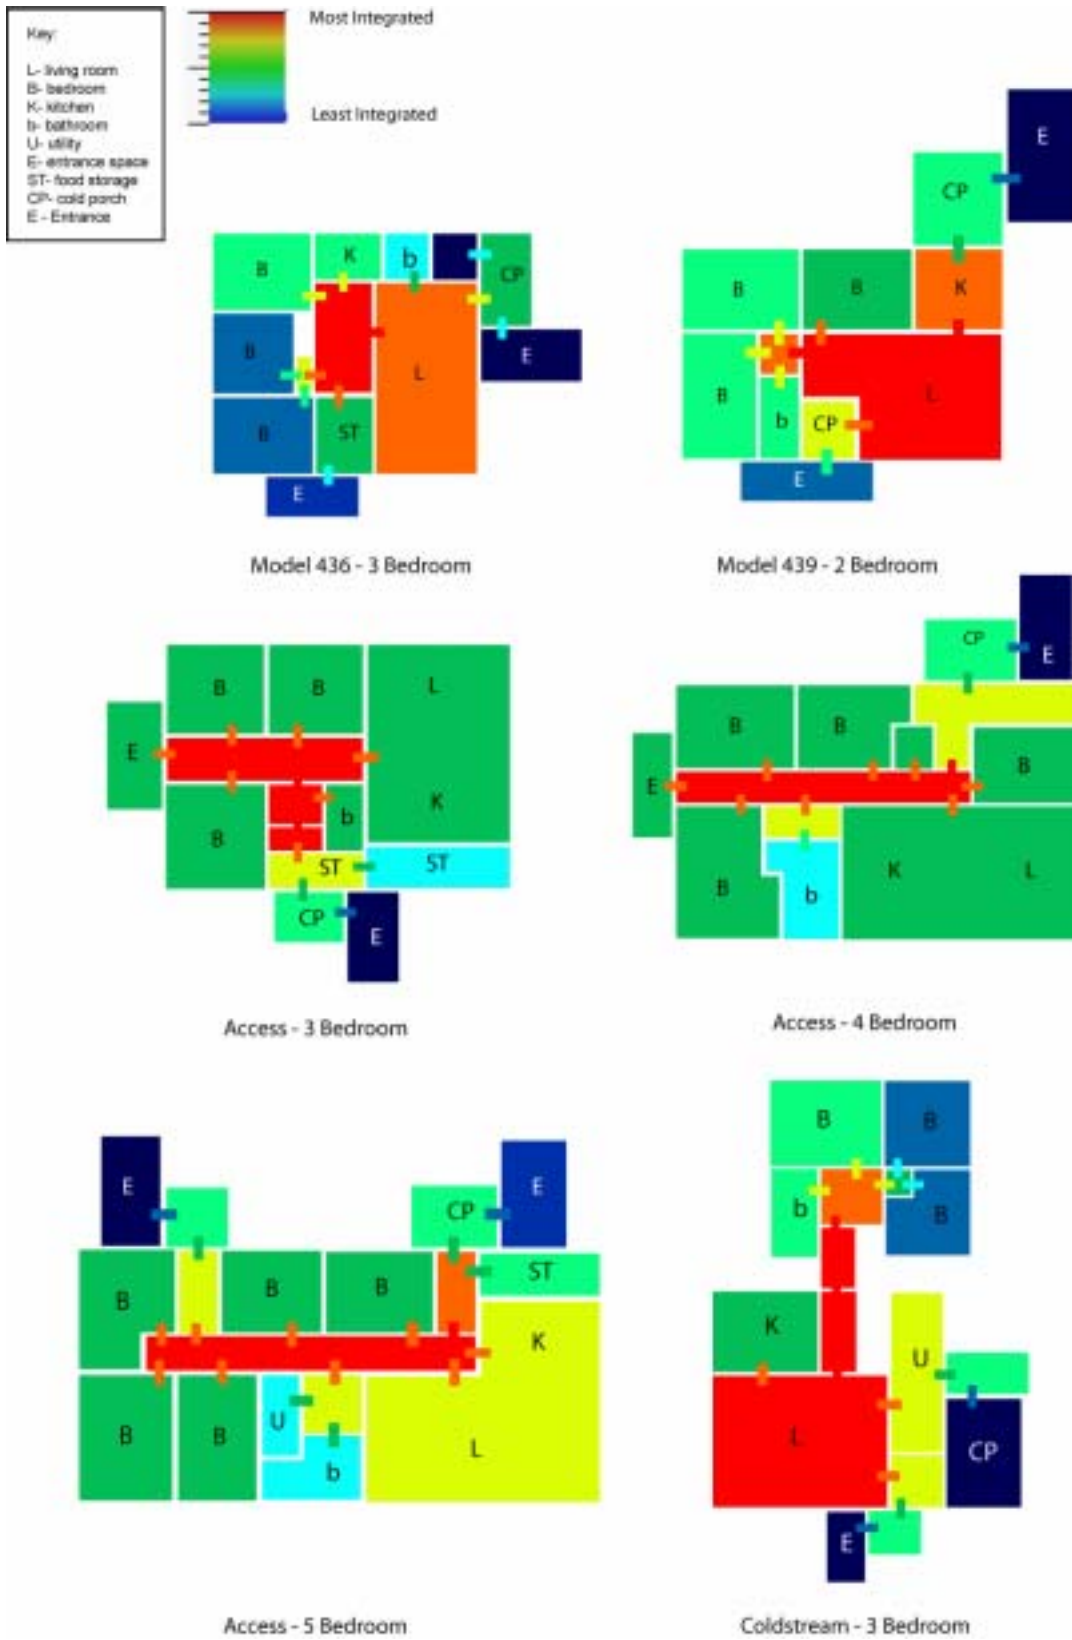 Key:
L- living room
B- bedroom
K- kitchen
b- bathroom
U- utility
E- entrance space
ST- food storage
CP- cold porch
E - Entrance
Most Integrated
Least Integrated
E
CP
B
K
b
CP
E
B
L
B
ST
E
B
B
K
B
L
b
CP
E
Model 436 - 3 Bedroom
Model 439 - 2 Bedroom
B
B
L
E
K
B
b
ST
ST
CP
E
CP
E
B
B
B
E
B
b
K
L
Access - 3 Bedroom
Access - 4 Bedroom
E
CP
E
B
B
B
ST
K
B
B
U
b
L
B
B
b
B
K
U
L
CP
E
Access - 5 Bedroom
Coldstream - 3 Bedroom